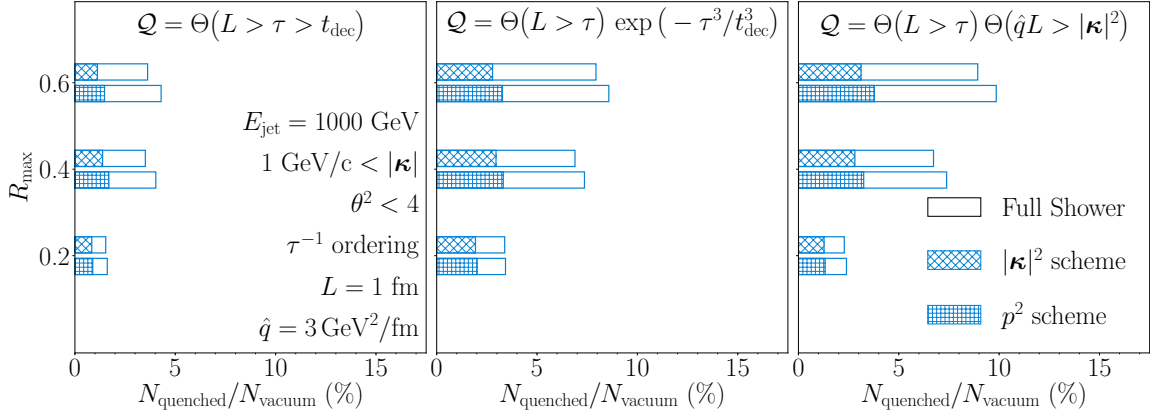 𝒬 = Θ(L > τ > t_dec)
𝒬 = Θ(L > τ) exp(− τ³/t³_dec)
𝒬 = Θ(L > τ) Θ(q̂L > |κ|²)
R_max
0.6
0.4
0.2
E_jet = 1000 GeV
1 GeV/c < |κ|
θ² < 4
τ⁻¹ ordering
L = 1 fm
q̂ = 3 GeV²/fm
Full Shower
|κ|² scheme
p² scheme
0 5 10 15
0 5 10 15
0 5 10 15
N_quenched/N_vacuum (%)
N_quenched/N_vacuum (%)
N_quenched/N_vacuum (%)